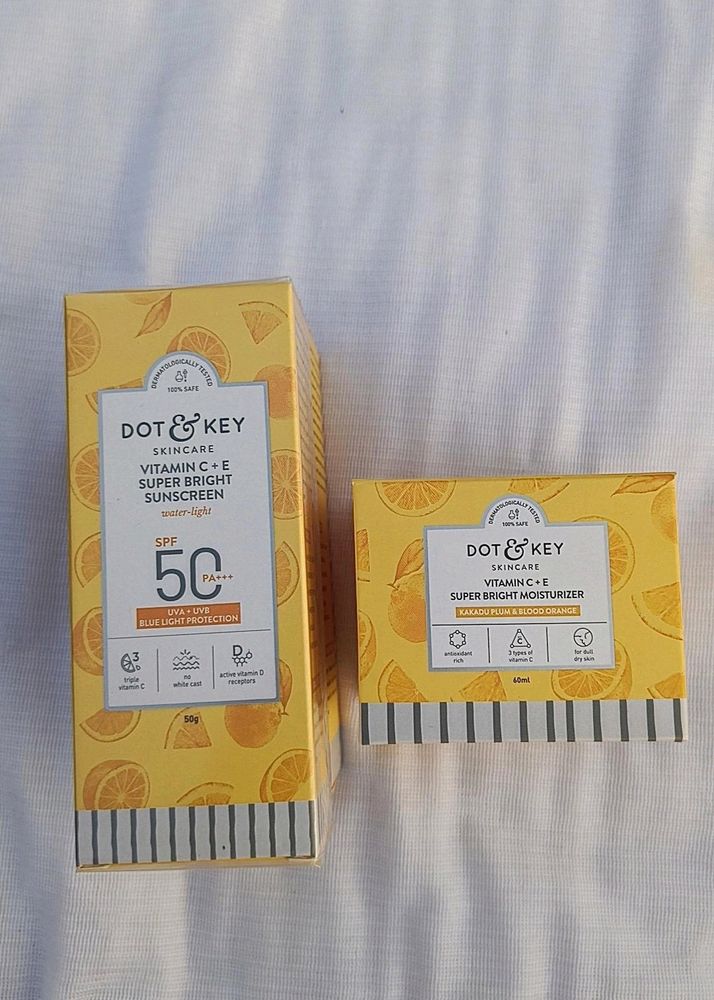 DERMATOLOGICALLY TESTED
100% SAFE
DOT & KEY
SKINCARE
VITAMIN C + E
SUPER BRIGHT
SUNSCREEN
water-light
SPF
50
PA+++
UVA + UVB
BLUE LIGHT PROTECTION
3
triple
vitamin C
no
white cast
D
active vitamin D
receptors
50g
DERMATOLOGICALLY TESTED
100% SAFE
DOT & KEY
SKINCARE
VITAMIN C + E
SUPER BRIGHT MOISTURIZER
KAKADU PLUM & BLOOD ORANGE
antioxidant
rich
C
3 types of
vitamin C
for dull
dry skin
60ml